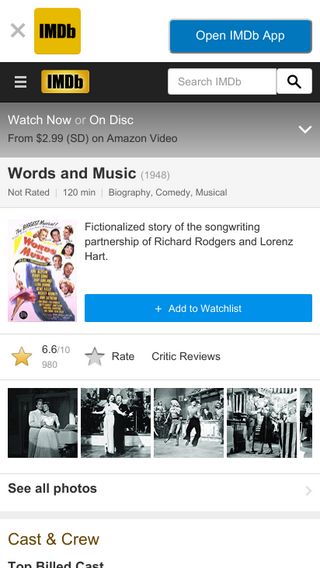 IMDb
Open IMDb App
IMDb
Search IMDb
Watch Now or On Disc
From $2.99 (SD) on Amazon Video
Words and Music (1948)
Not Rated | 120 min | Biography, Comedy, Musical
WORDS
AND
MUSIC
Fictionalized story of the songwriting
partnership of Richard Rodgers and Lorenz
Hart.
+ Add to Watchlist
6.6/10
980
Rate
Critic Reviews
See all photos
Cast & Crew
Top Billed Cast